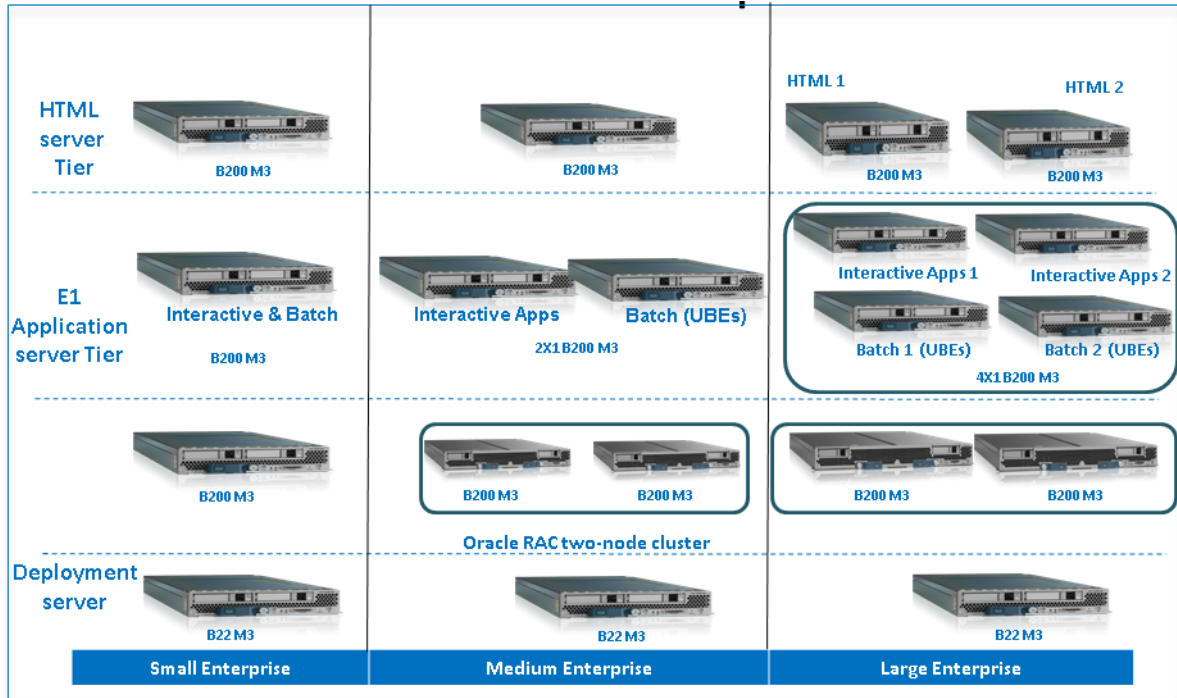 HTML 1
HTML 2
HTML
server
Tier
B200 M3
B200 M3
B200 M3
B200 M3
E1
Application
server Tier
Interactive & Batch
B200 M3
Interactive Apps
Batch (UBEs)
2X1 B200 M3
Interactive Apps 1
Interactive Apps 2
Batch 1 (UBEs)
Batch 2 (UBEs)
4X1 B200 M3
B200 M3
B200 M3
B200 M3
B200 M3
B200 M3
Oracle RAC two-node cluster
Deployment
server
B22 M3
B22 M3
B22 M3
Small Enterprise
Medium Enterprise
Large Enterprise